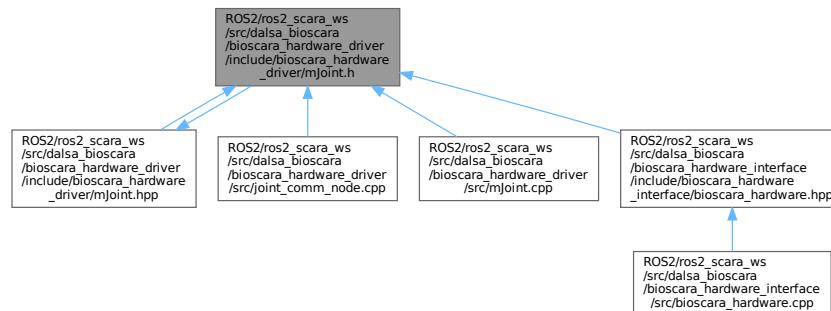 ROS2/ros2_scara_ws
/src/dalsa_bioscara
/bioscara_hardware_driver
/include/bioscara_hardware
_driver/mJoint.h
ROS2/ros2_scara_ws
/src/dalsa_bioscara
/bioscara_hardware_driver
/include/bioscara_hardware
_driver/mJoint.hpp
ROS2/ros2_scara_ws
/src/dalsa_bioscara
/bioscara_hardware_driver
/src/joint_comm_node.cpp
ROS2/ros2_scara_ws
/src/dalsa_bioscara
/bioscara_hardware_driver
/src/mJoint.cpp
ROS2/ros2_scara_ws
/src/dalsa_bioscara
/bioscara_hardware_interface
/include/bioscara_hardware
_interface/bioscara_hardware.hpp
ROS2/ros2_scara_ws
/src/dalsa_bioscara
/bioscara_hardware_interface
/src/bioscara_hardware.cpp